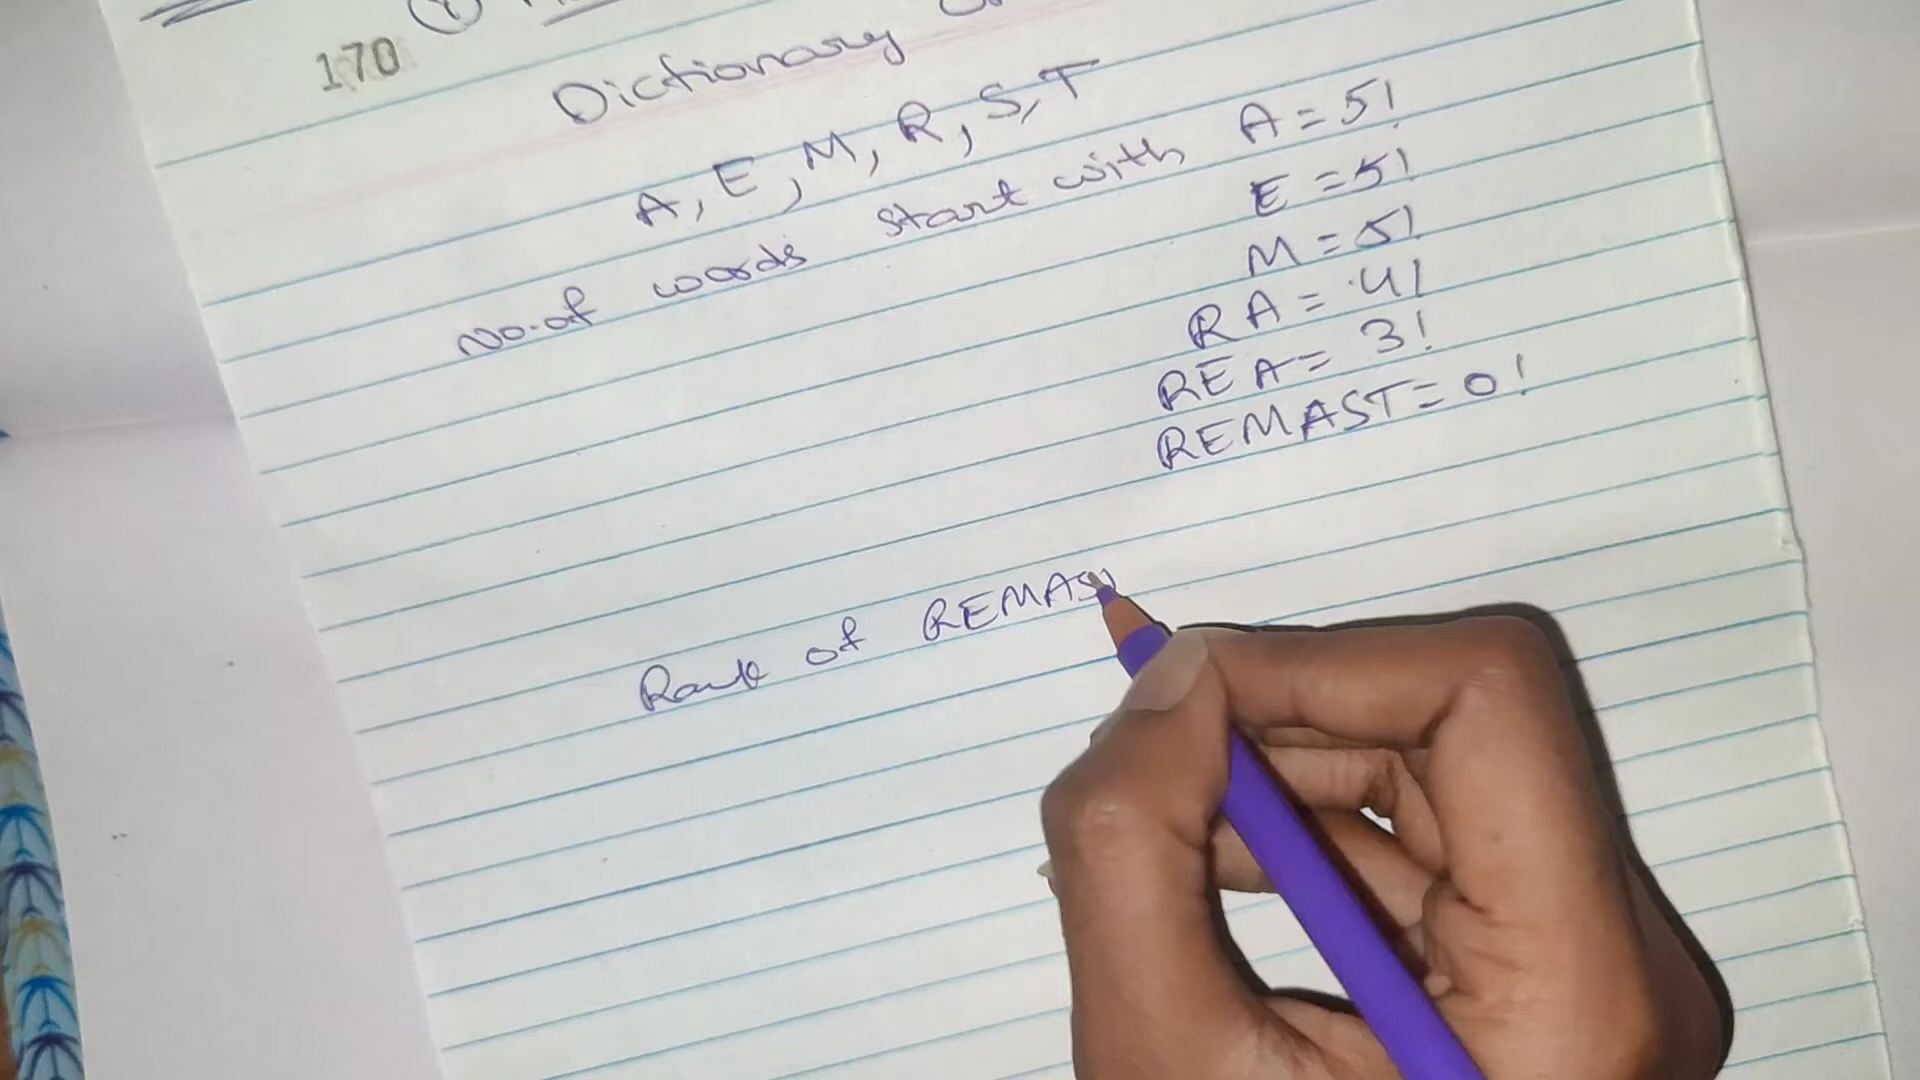 170
Dictionary
A, E, M, R, S, T
No. of words start with A = 5!
E = 5!
M = 5!
RA = 4!
REA = 3!
REMAST = 0!
Rank of REMAS